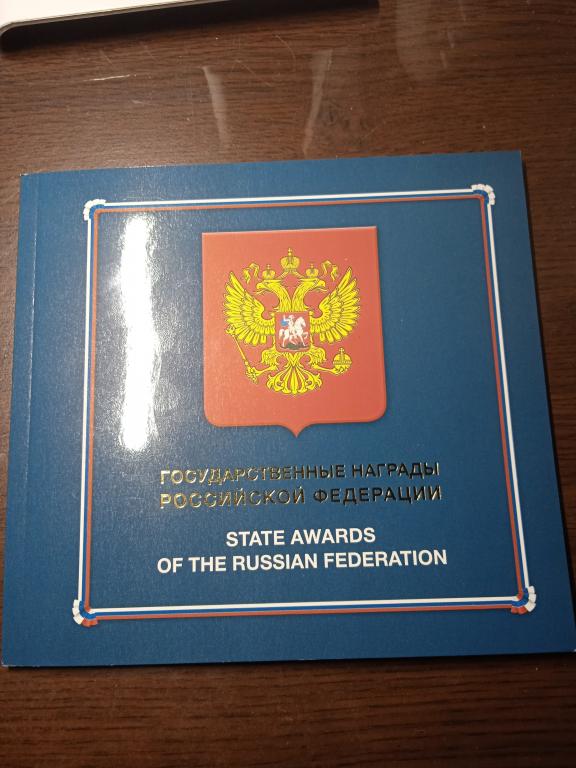 ГОСУДАРСТВЕННЫЕ НАГРАДЫ
РОССИЙСКОЙ ФЕДЕРАЦИИ
STATE AWARDS
OF THE RUSSIAN FEDERATION